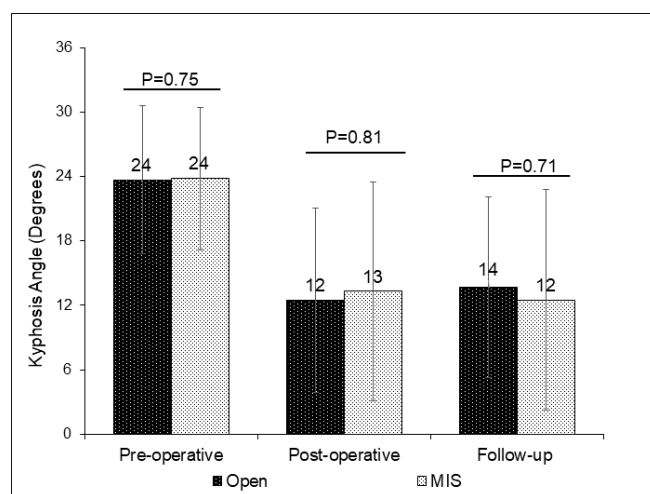 36
30
24
18
12
6
0
Kyphosis Angle (Degrees)
P=0.75
24 24
P=0.81
12 13
P=0.71
14 12
Pre-operative Post-operative Follow-up
Open MIS